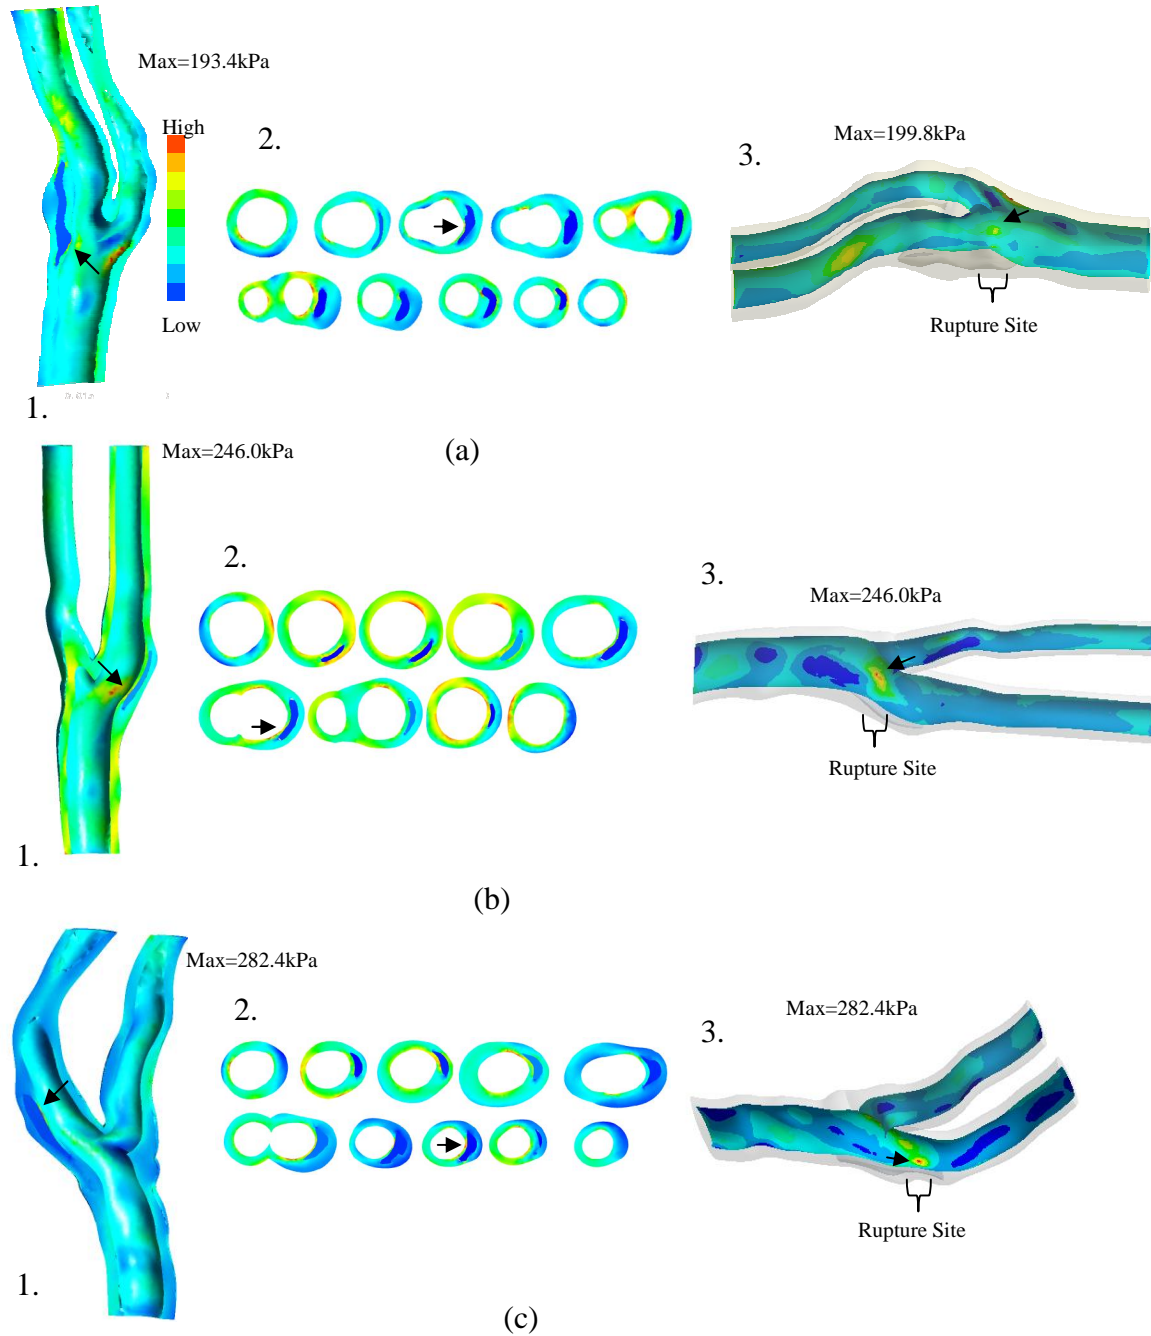 Max=193.4kPa
High
Low
1.
2.
3.
Max=199.8kPa
Rupture Site
(a)
Max=246.0kPa
1.
2.
3.
Max=246.0kPa
Rupture Site
(b)
Max=282.4kPa
1.
2.
3.
Max=282.4kPa
Rupture Site
(c)